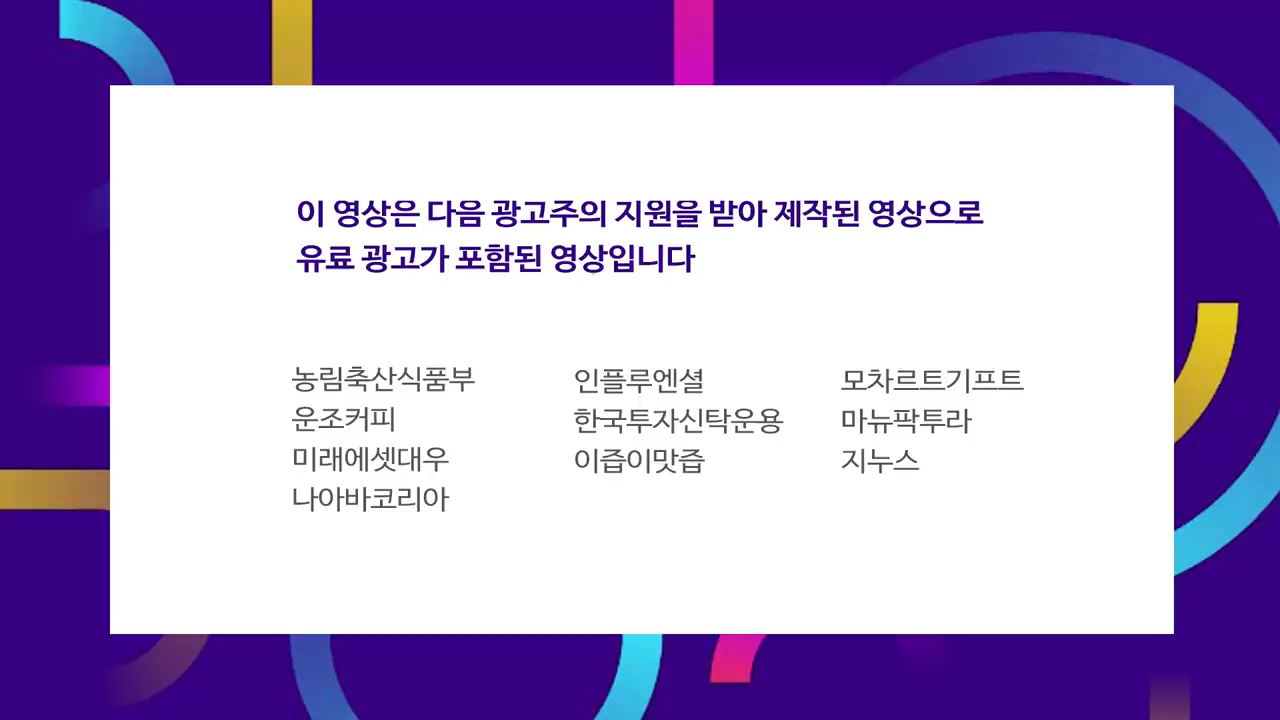 이 영상은 다음 광고주의 지원을 받아 제작된 영상으로
유료 광고가 포함된 영상입니다
농림축산식품부
운조커피
미래에셋대우
나아바코리아
인플루엔셜
한국투자신탁운용
이즙이맛즙
모차르트기프트
마뉴팍투라
지누스